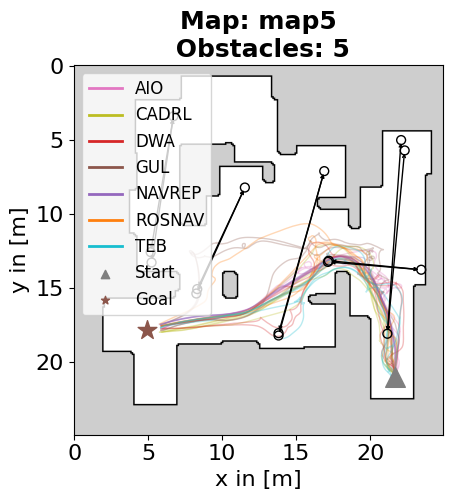 Map: map5
Obstacles: 5
AIO
CADRL
DWA
GUL
NAVREP
ROSNAV
TEB
Start
Goal
0
5
10
15
20
y in [m]
0 5 10 15 20
x in [m]